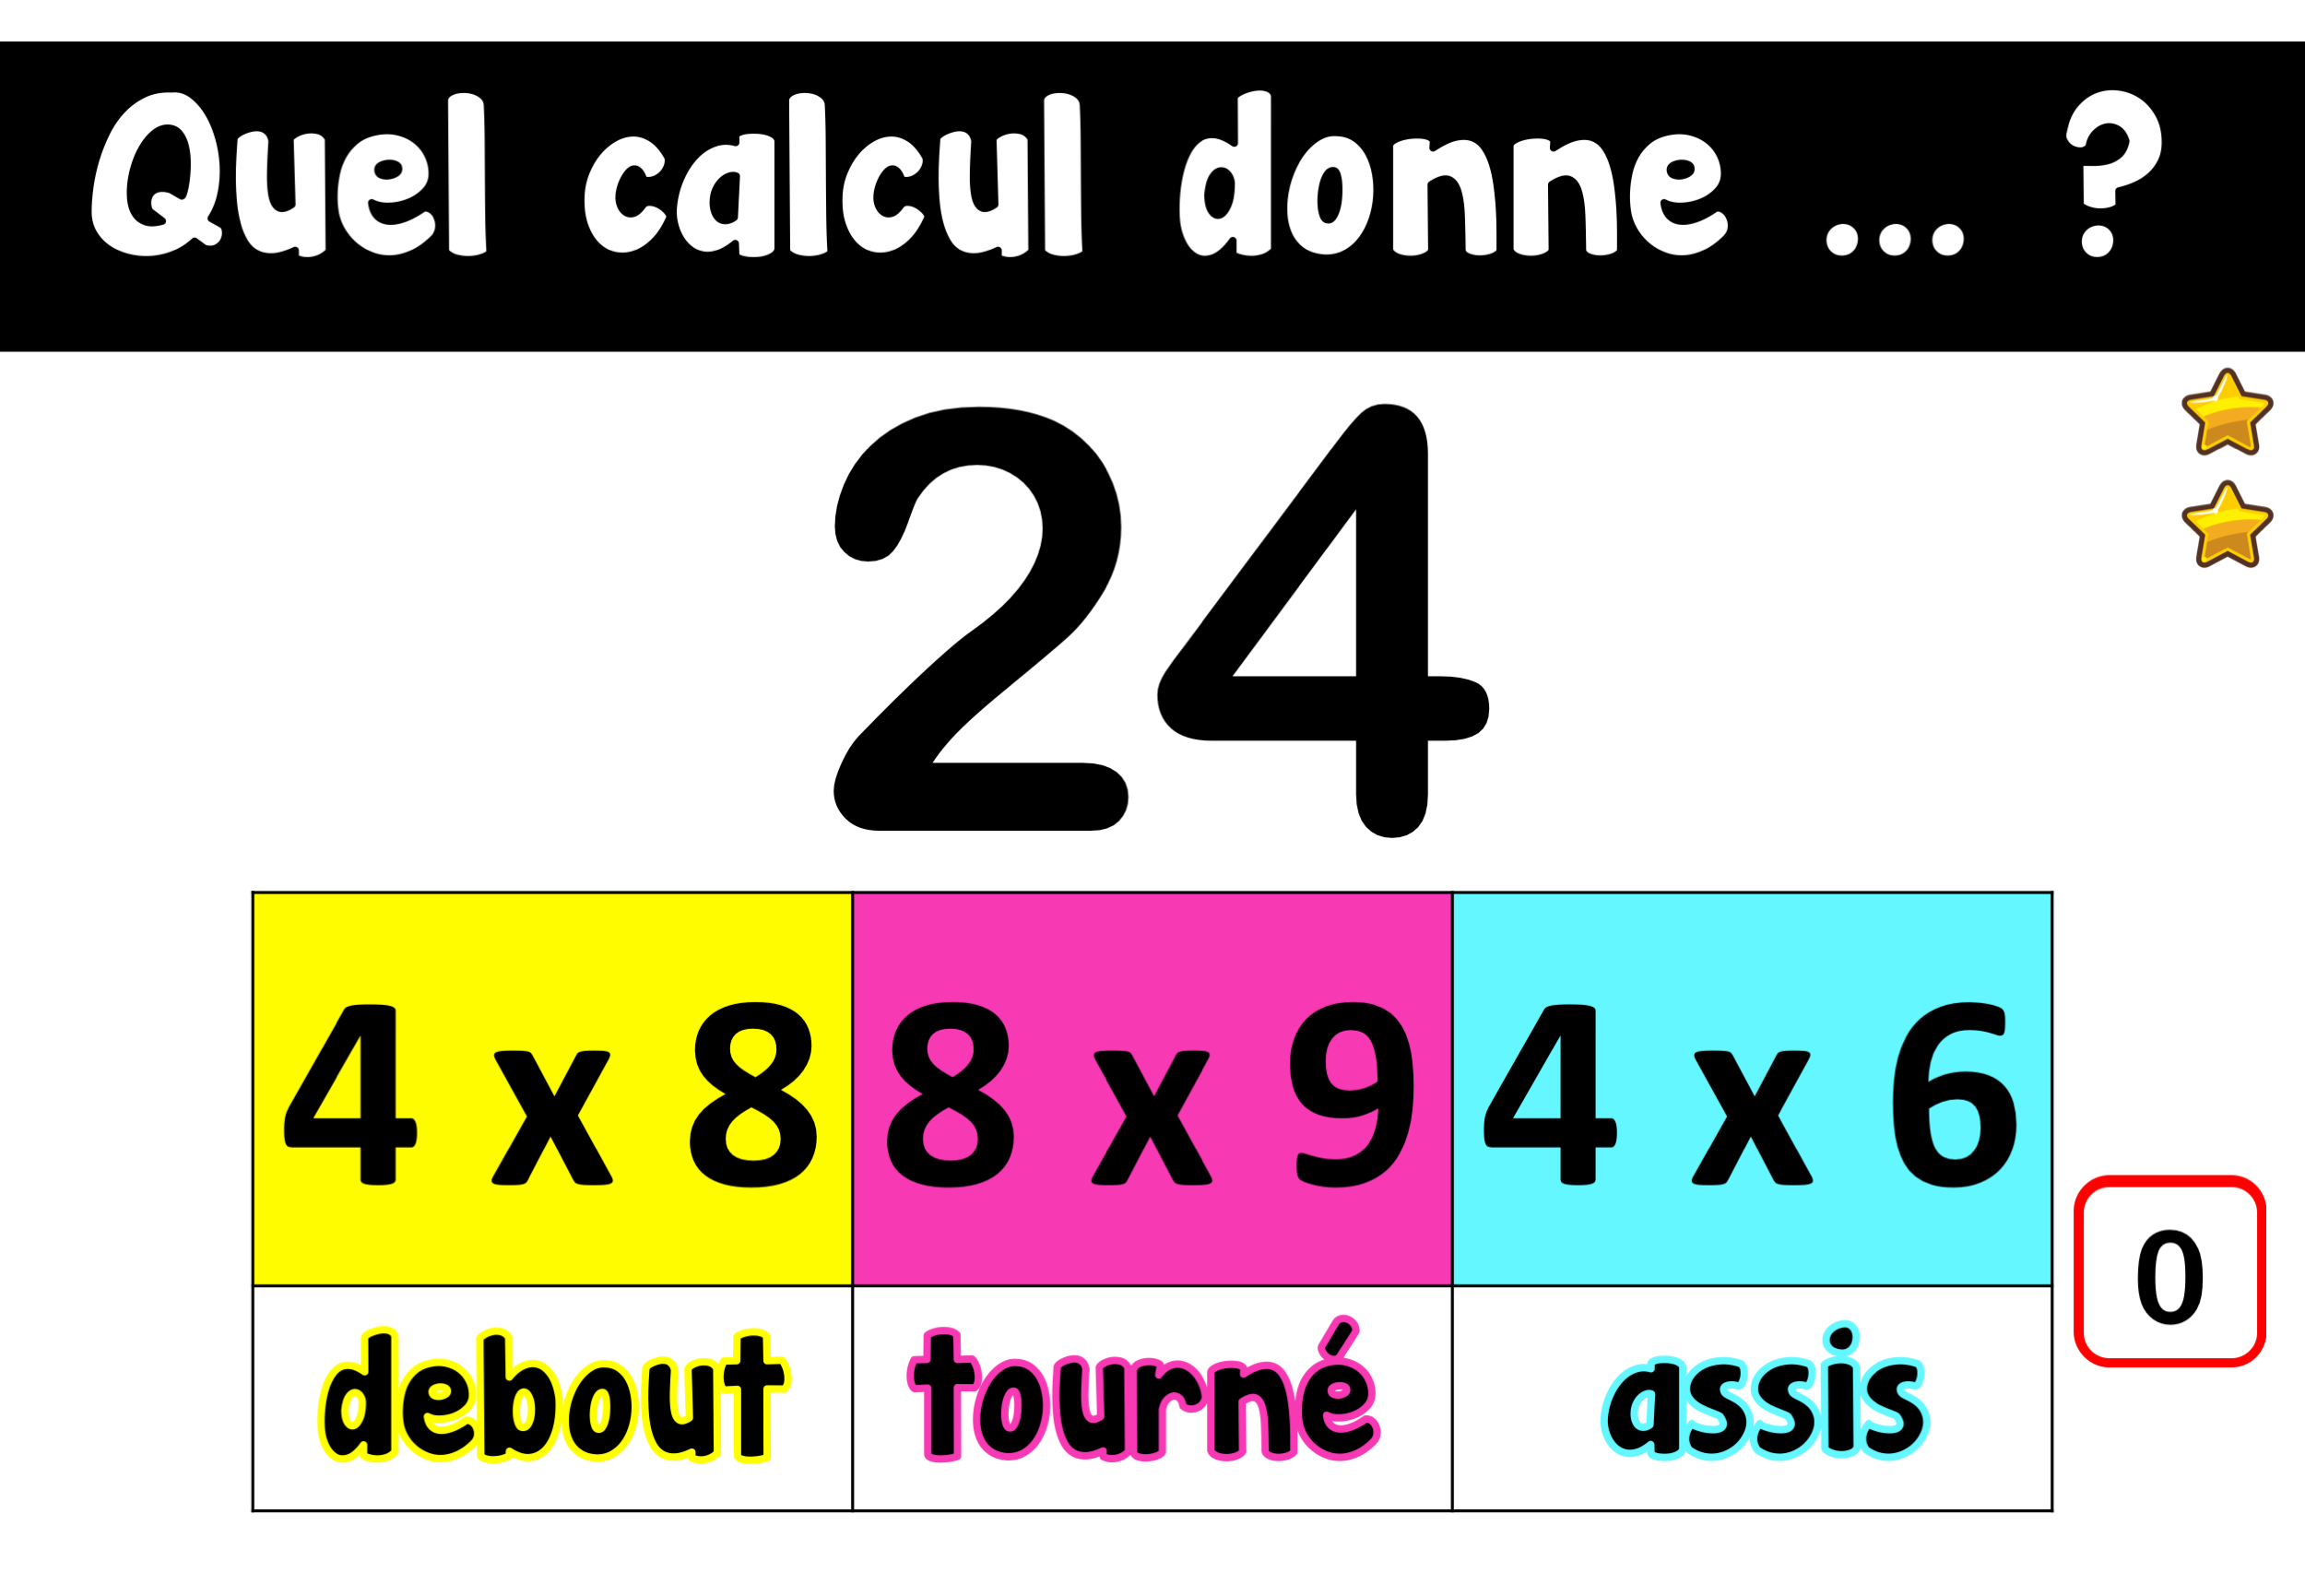 Quel calcul donne ... ?
24
4 x 8 8 x 9 4 x 6
0
debout tourné assis